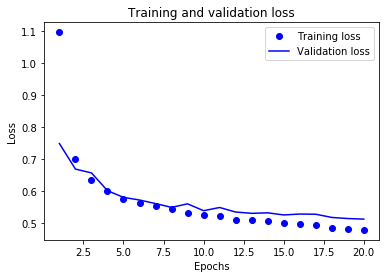 Training and validation loss
Training loss
Validation loss
Loss
1.1
1.0
0.9
0.8
0.7
0.6
0.5
2.5 5.0 7.5 10.0 12.5 15.0 17.5 20.0
Epochs